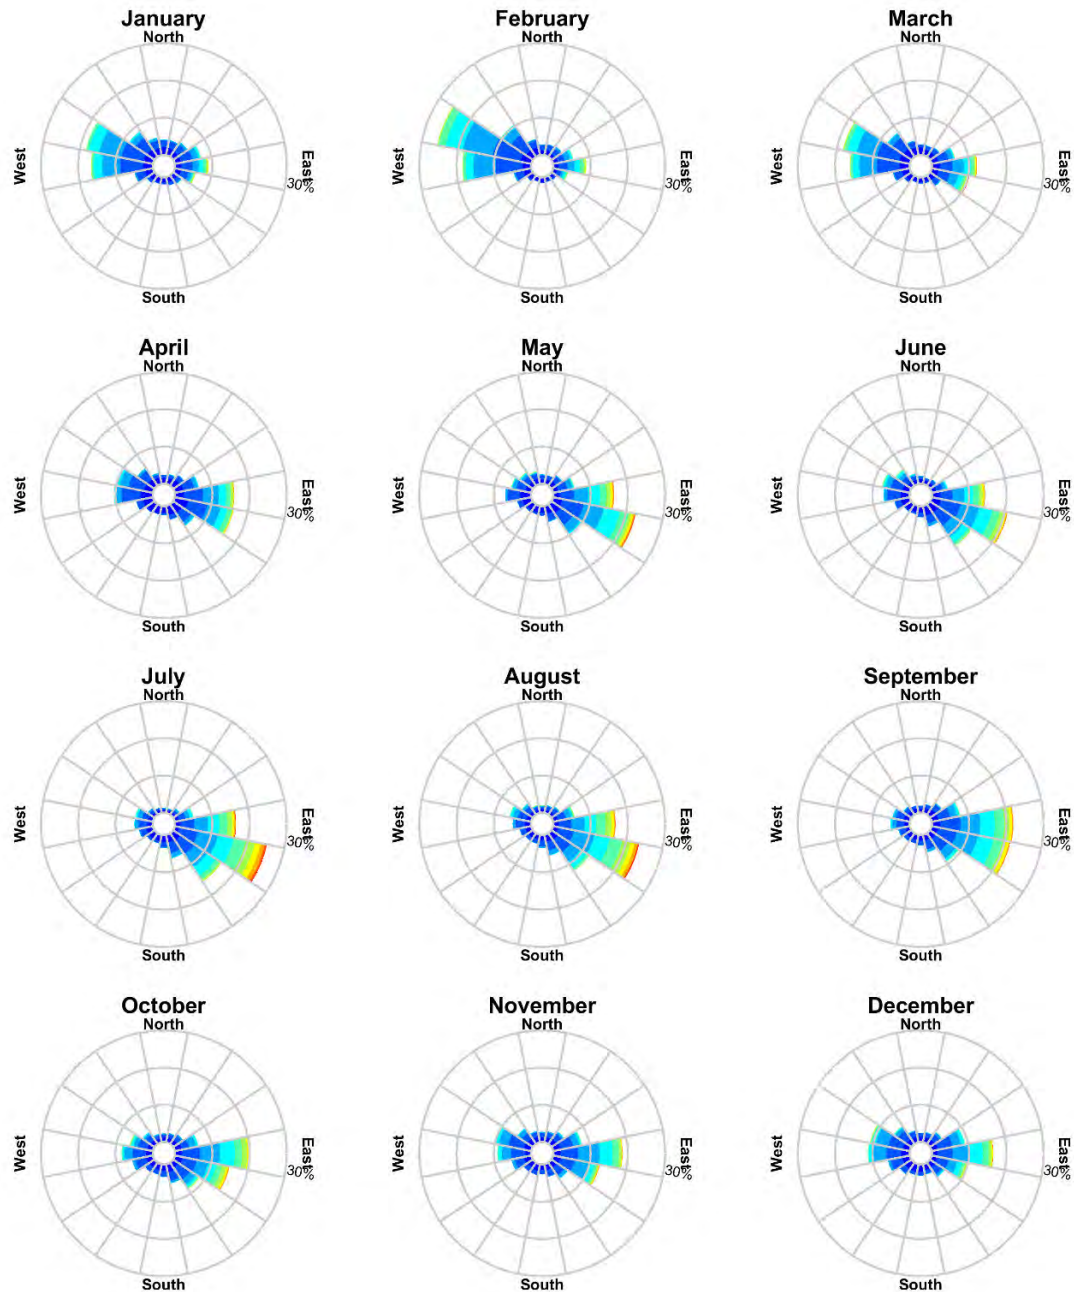 January
North
West
East
30%
South
February
North
West
East
30%
South
March
North
West
East
30%
South
April
North
West
East
30%
South
May
North
West
East
30%
South
June
North
West
East
30%
South
July
North
West
East
30%
South
August
North
West
East
30%
South
September
North
West
East
30%
South
October
North
West
East
30%
South
November
North
West
East
30%
South
December
North
West
East
30%
South